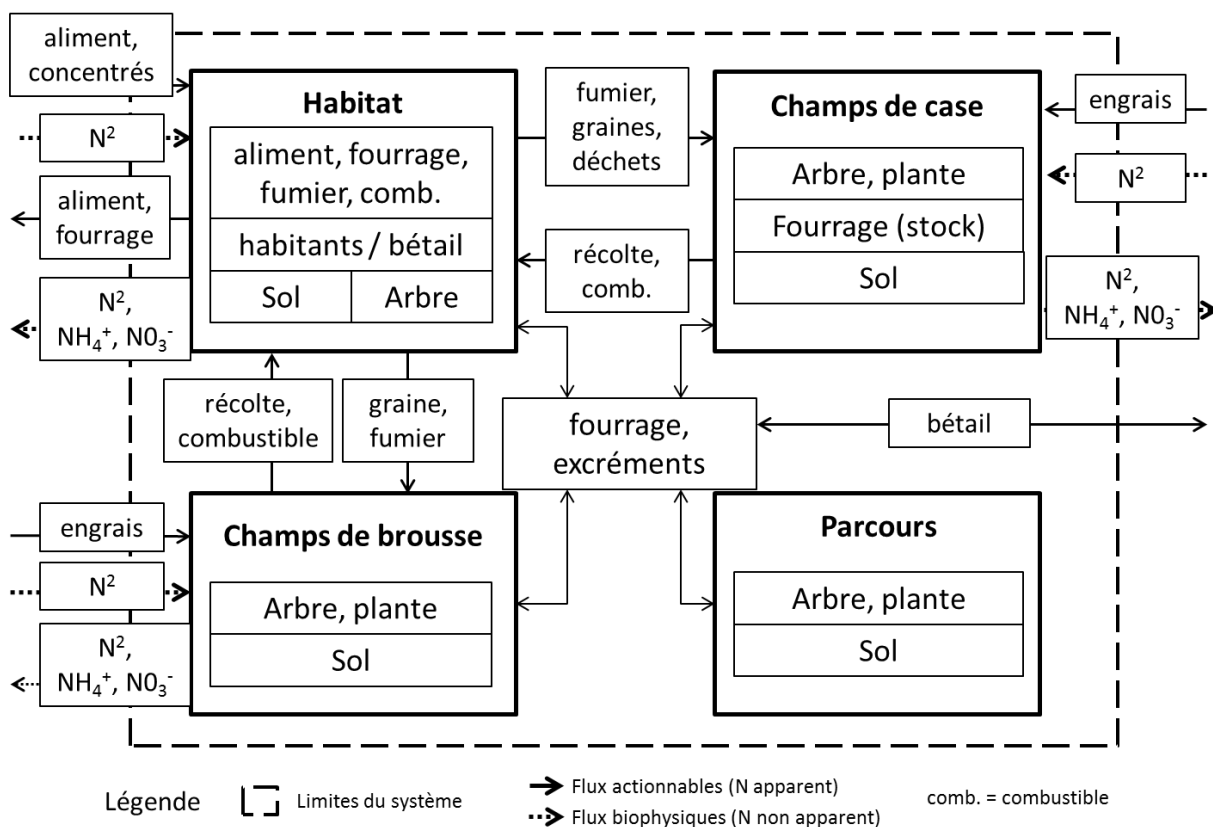 aliment,
concentrés
N²
aliment,
fourrage
N²,
NH₄⁺, N0₃⁻
Habitat
aliment, fourrage,
fumier, comb.
habitants / bétail
Sol
Arbre
fumier,
graines,
déchets
récolte,
comb.
Champs de case
Arbre, plante
Fourrage (stock)
Sol
engrais
N²
N²,
NH₄⁺, N0₃⁻
récolte,
combustible
graine,
fumier
fourrage,
excréments
bétail
engrais
N²
N²,
NH₄⁺, N0₃⁻
Champs de brousse
Arbre, plante
Sol
Parcours
Arbre, plante
Sol
Légende
Limites du système
Flux actionnables (N apparent)
Flux biophysiques (N non apparent)
comb. = combustible